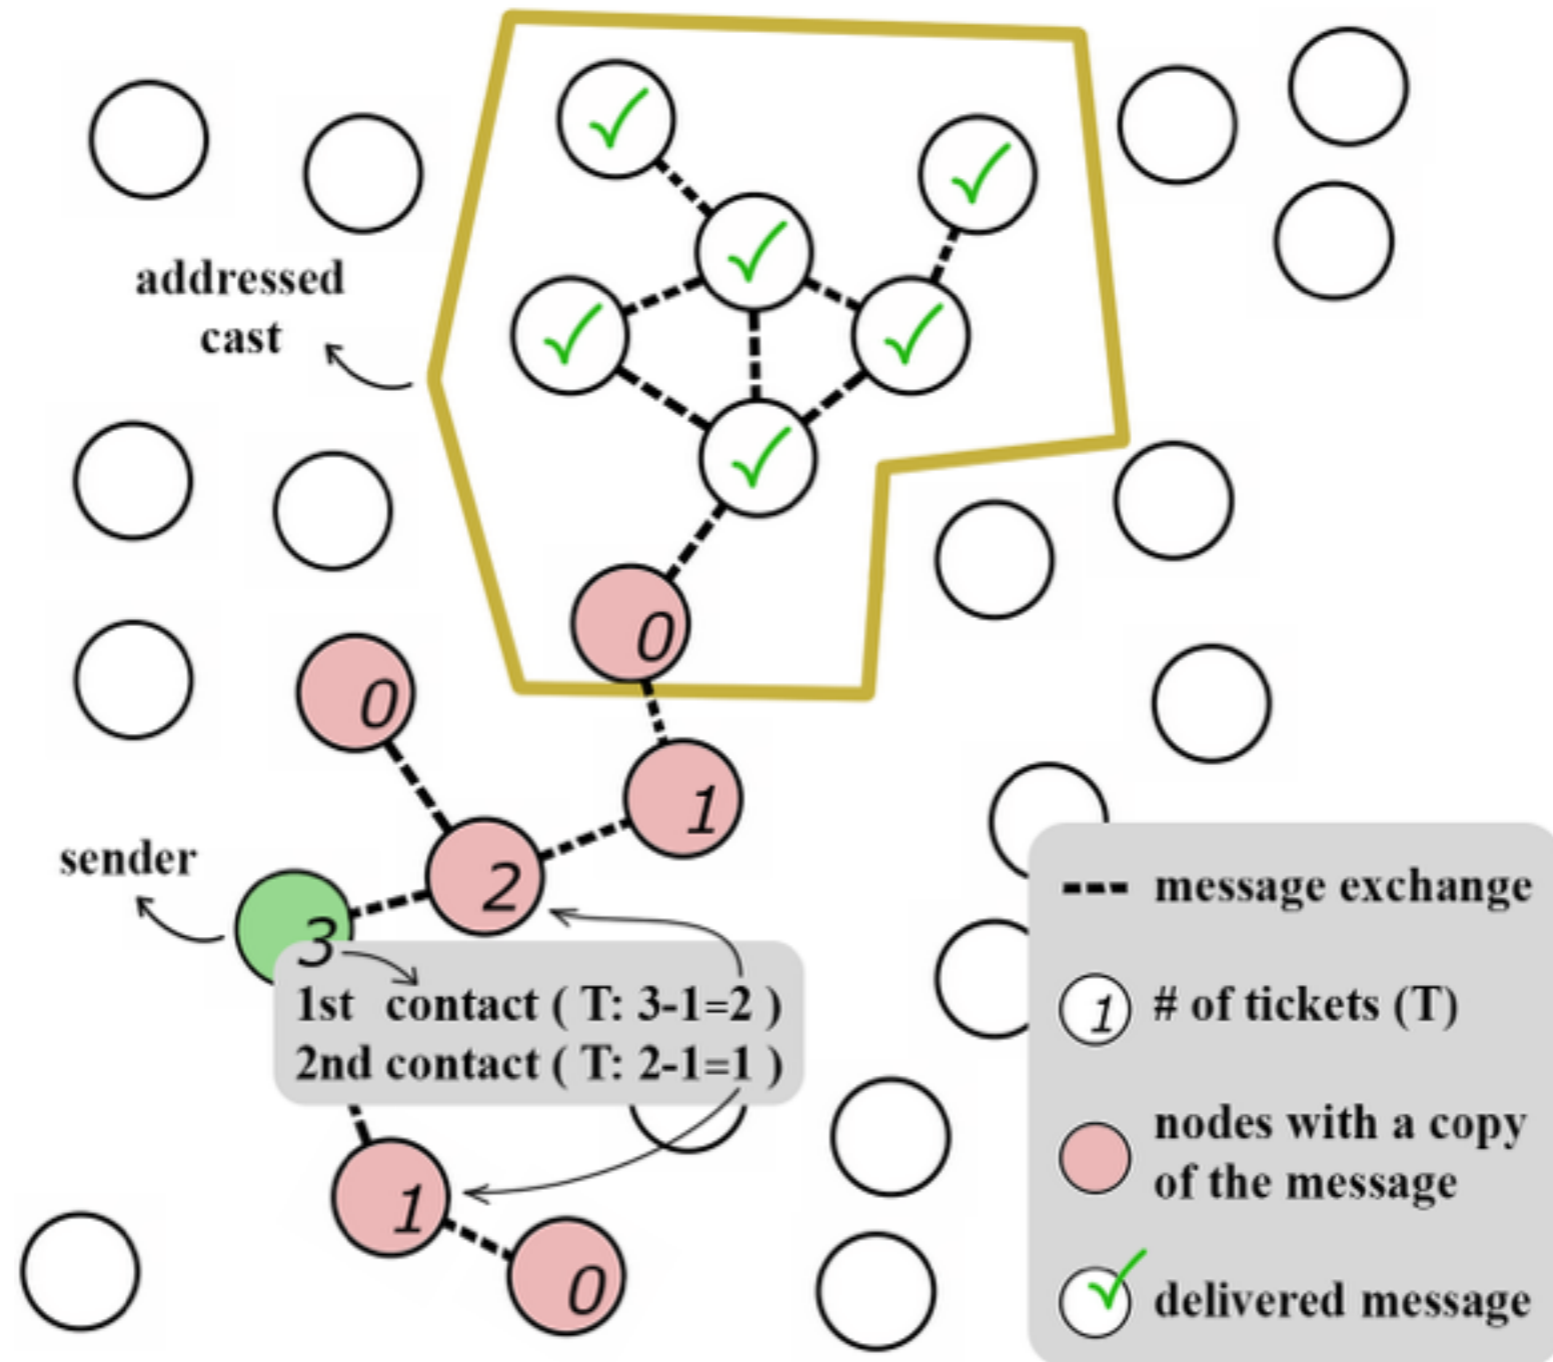 addressed
cast
0
0
1
sender
2
3
1st contact ( T: 3-1=2 )
2nd contact ( T: 2-1=1 )
1
0
message exchange
1 # of tickets (T)
nodes with a copy
of the message
delivered message